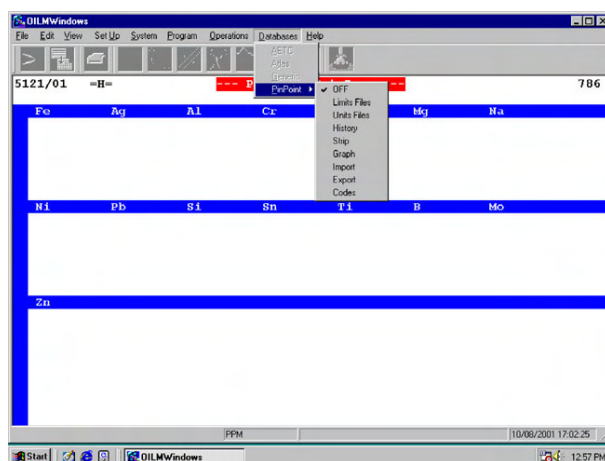 OILMWindows
File Edit View Set Up System Program Operations Databases Help
AETC
Atlas
Generic
PinPoint
✓ OFF
Limits Files
Units Files
History
Strip
Graph
Import
Export
Codes
5121/01 =H= --- P --- 786
Fe Ag Al Cr Mg Na
Ni Pb Si Sn Ti B Mo
Zn
PPM 10/08/2001 17:02:25
Start OILMWindows 12:57 PM